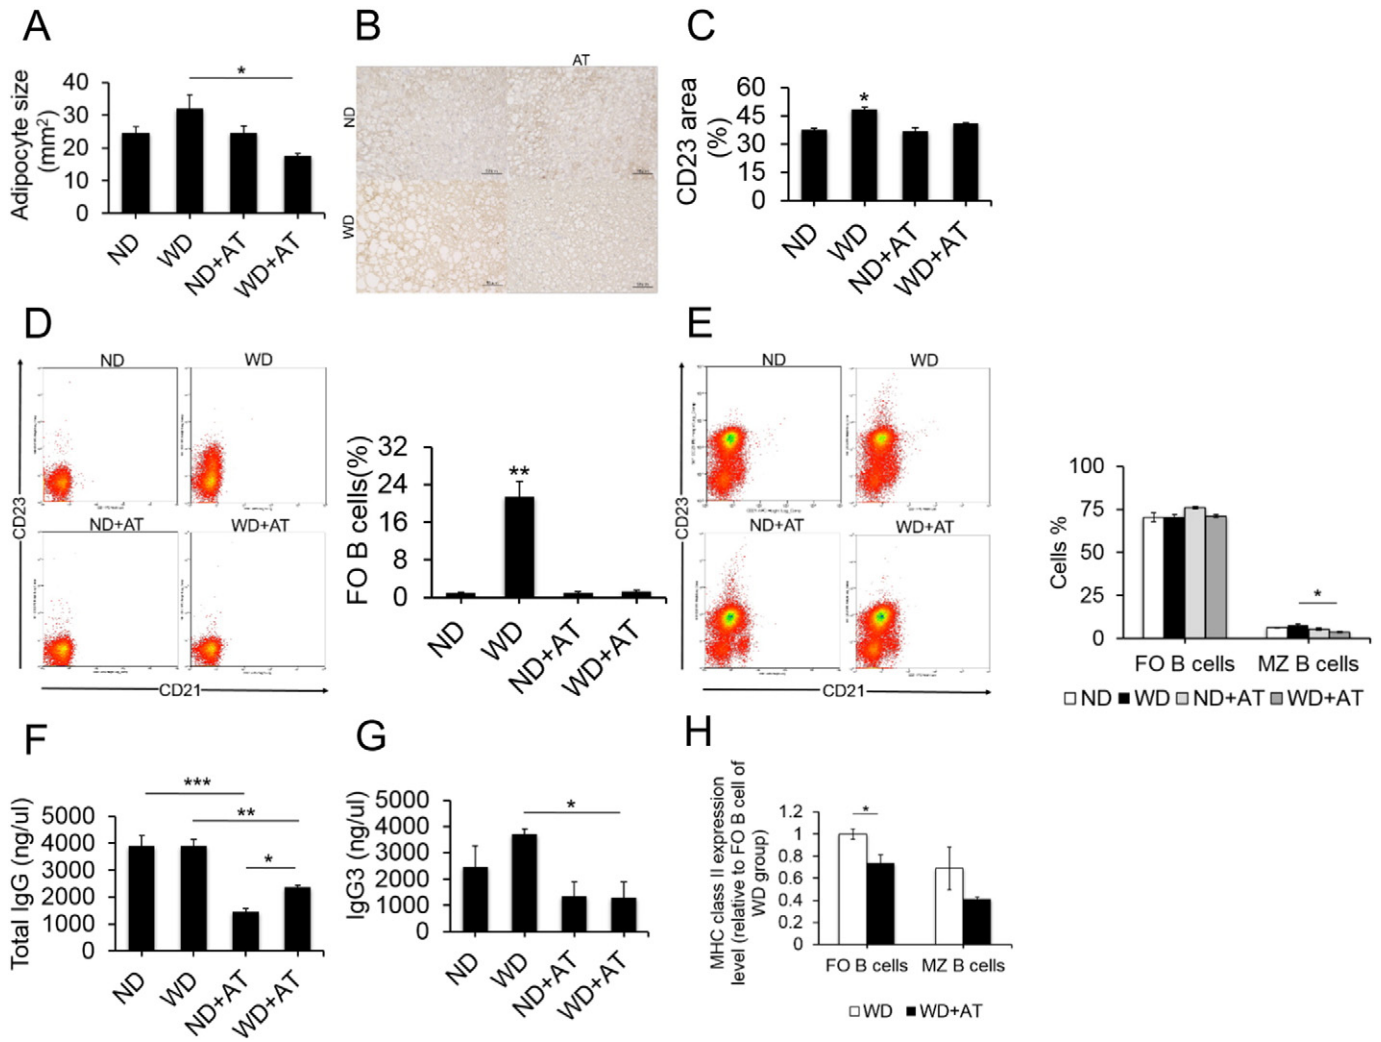 A
Adipocyte size
(mm²)
*
40
30
20
10
0
ND
WD
ND+AT
WD+AT
B
AT
ND
WD
C
CD23 area
(%)
60
45
30
15
0
*
ND
WD
ND+AT
WD+AT
D
ND
WD
ND+AT
WD+AT
CD23
CD21
FO B cells(%)
32
24
16
8
0
**
ND
WD
ND+AT
WD+AT
E
ND
WD
ND+AT
WD+AT
CD23
CD21
Cells %
100
75
50
25
0
*
FO B cells
MZ B cells
ND WD ND+AT WD+AT
F
Total IgG (ng/ul)
5000
4000
3000
2000
1000
0
***
**
*
ND
WD
ND+AT
WD+AT
G
IgG3 (ng/ul)
5000
4000
3000
2000
1000
0
*
ND
WD
ND+AT
WD+AT
H
MHC class II expression
level (relative to FO B cell of
WD group)
1.2
1
0.8
0.6
0.4
0.2
0
*
FO B cells
MZ B cells
WD WD+AT